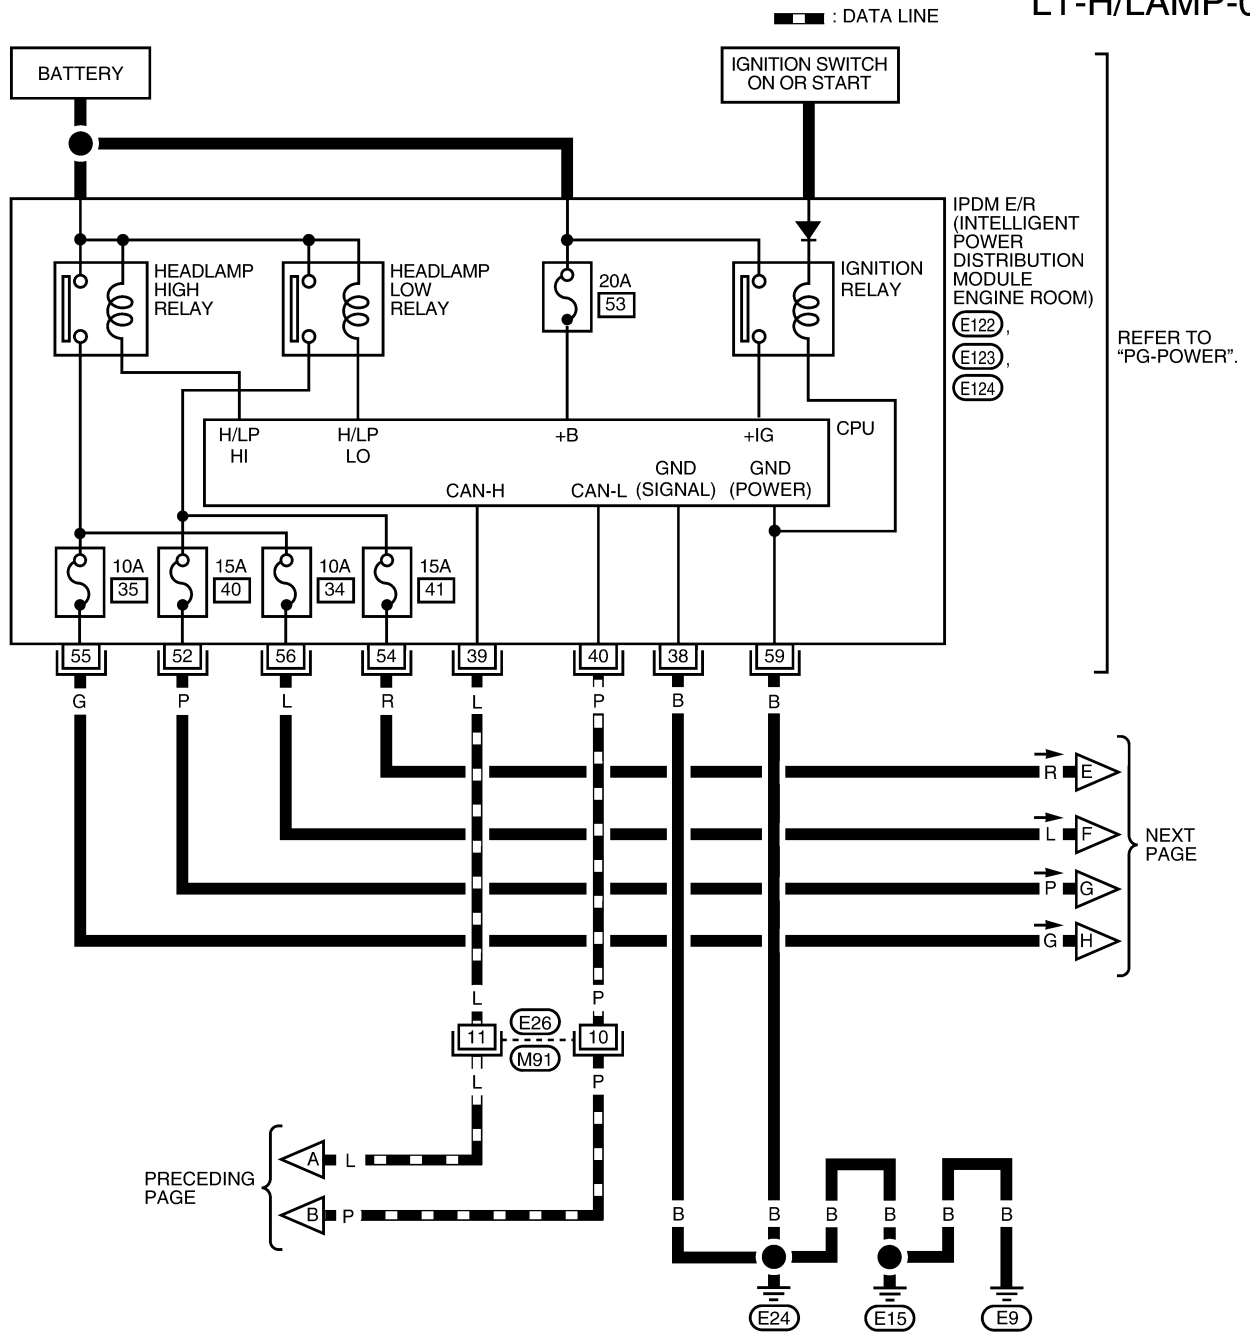 : DATA LINE
LT-H/LAMP-0
BATTERY
IGNITION SWITCH
ON OR START
IPDM E/R
(INTELLIGENT
POWER
DISTRIBUTION
MODULE
ENGINE ROOM)
E122 ,
E123 ,
E124
REFER TO
“PG-POWER”.
HEADLAMP
HIGH
RELAY
HEADLAMP
LOW
RELAY
20A
53
IGNITION
RELAY
H/LP
HI
H/LP
LO
+B
+IG
CPU
CAN-H
CAN-L
GND
(SIGNAL)
GND
(POWER)
10A
35
15A
40
10A
34
15A
41
55 52 56 54 39 40 38 59
G P L R L P B B
R E
L F
P G
G H
NEXT
PAGE
L P
11 E26 10
M91
L P
A L
PRECEDING
PAGE
B P
B B B B B B
E24 E15 E9